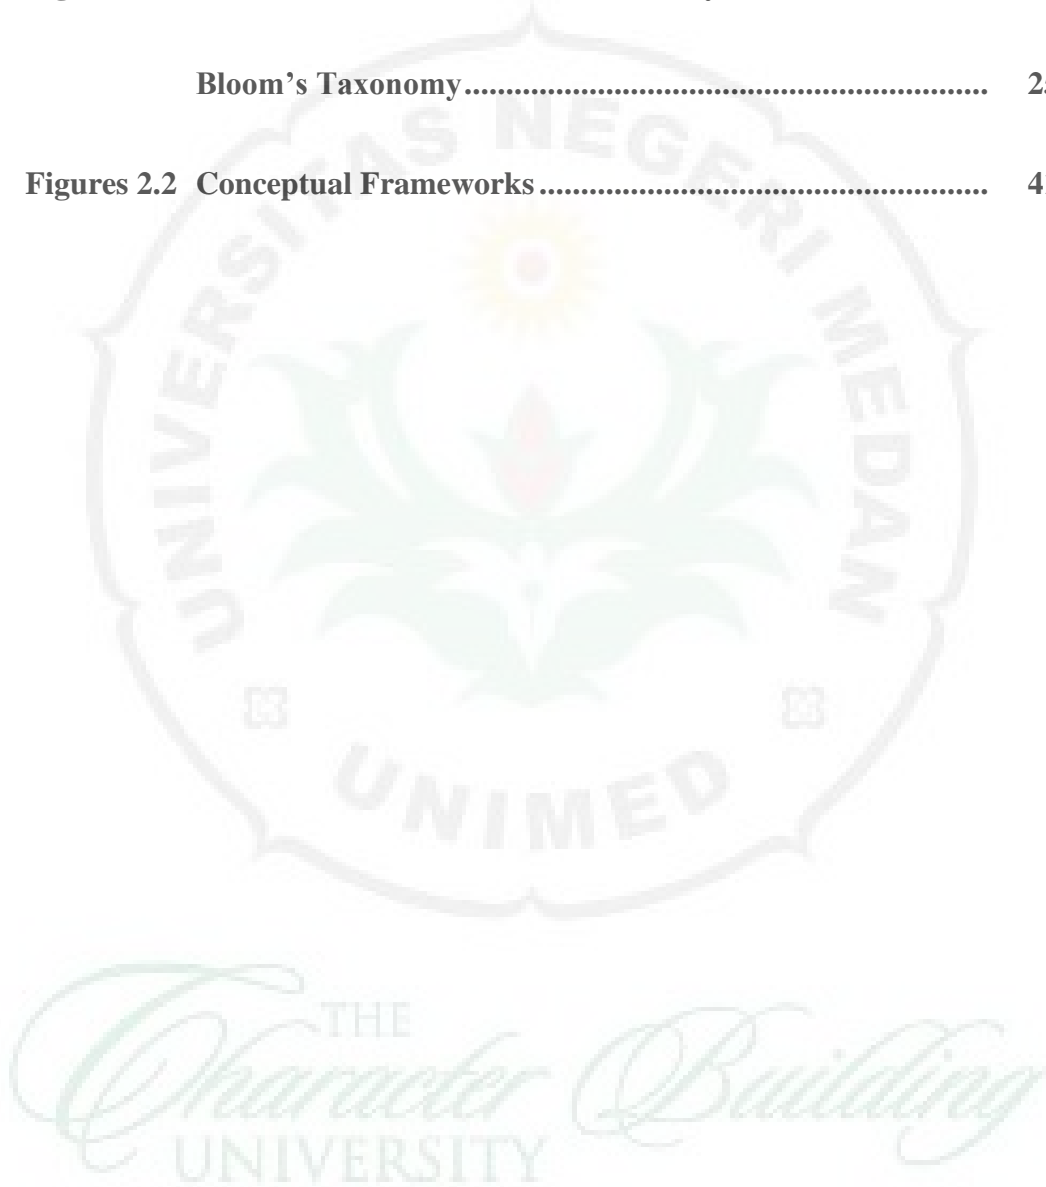 Bloom's Taxonomy..............................................................
Figures 2.2 Conceptual Frameworks.....................................................
UNIVERSITAS NEGERI MEDAN
UNIMED
THE
Character Building
UNIVERSITY